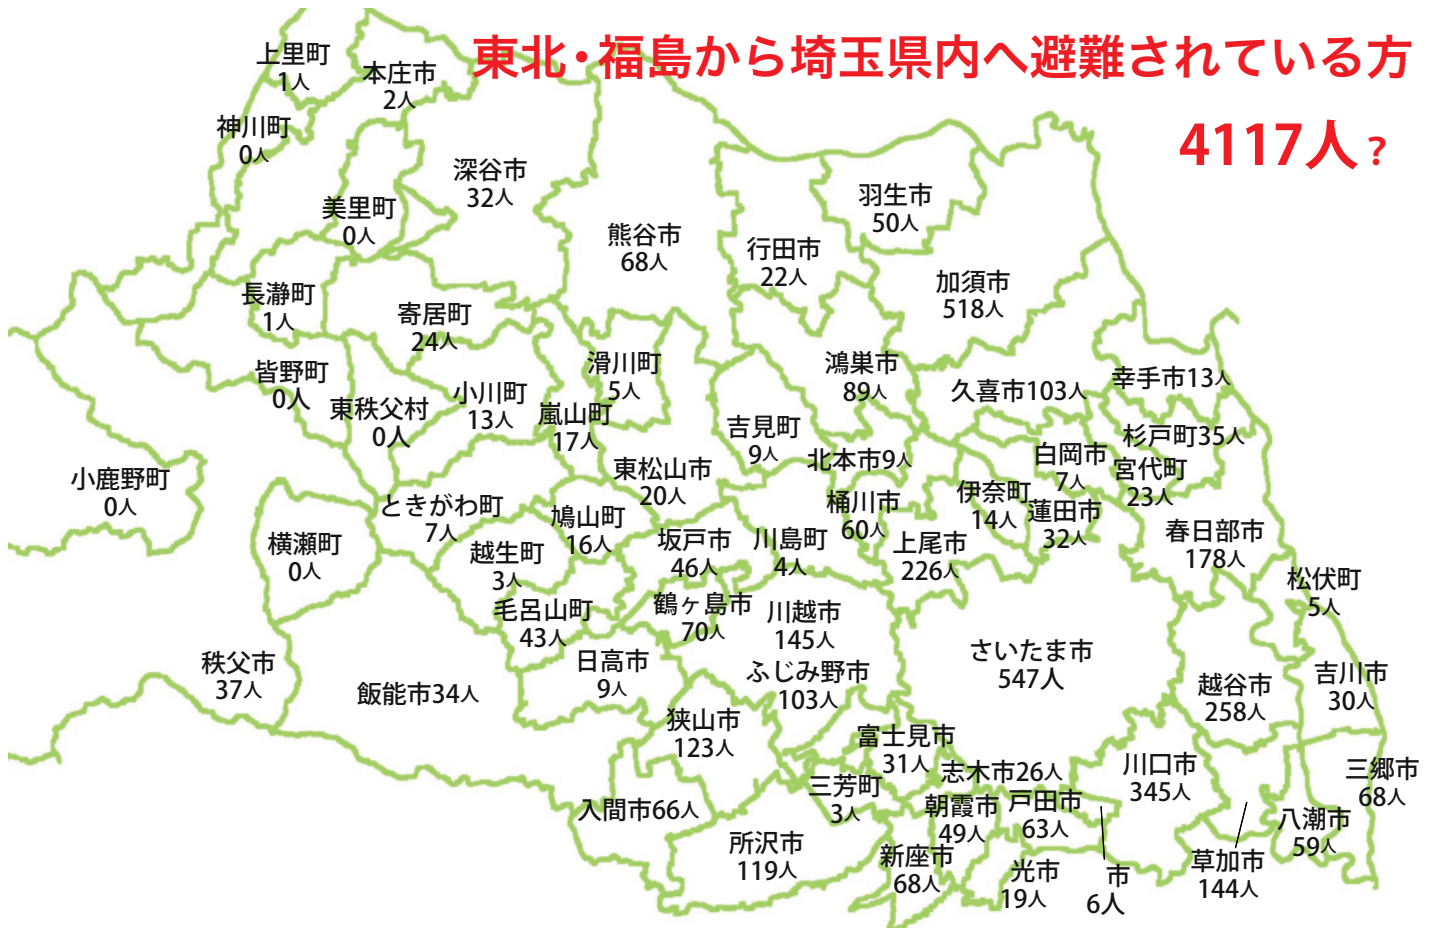 東北・福島から埼玉県内へ避難されている方
4117人？
上里町
1人
本庄市
2人
神川町
0人
深谷市
32人
美里町
0人
熊谷市
68人
行田市
22人
羽生市
50人
加須市
518人
長瀞町
1人
寄居町
24人
皆野町
0人
東秩父村
0人
小川町
13人
嵐山町
17人
滑川町
5人
吉見町
9人
鴻巣市
89人
北本市9人
久喜市103人
幸手市13人
杉戸町35人
宮代町
23人
白岡市
7人
小鹿野町
0人
横瀬町
0人
ときがわ町
7人
越生町
3人
鳩山町
16人
東松山市
20人
坂戸市
46人
川島町
4人
桶川市
60人
上尾市
226人
伊奈町
14人
蓮田市
32人
春日部市
178人
松伏町
5人
毛呂山町
43人
鶴ヶ島市
70人
川越市
145人
ふじみ野市
103人
さいたま市
547人
越谷市
258人
吉川市
30人
秩父市
37人
飯能市34人
日高市
9人
狭山市
123人
富士見市
31人
志木市26人
川口市
345人
三郷市
68人
入間市66人
三芳町
3人
朝霞市
49人
戸田市
63人
八潮市
59人
所沢市
119人
新座市
68人
光市
19人
市
6人
草加市
144人